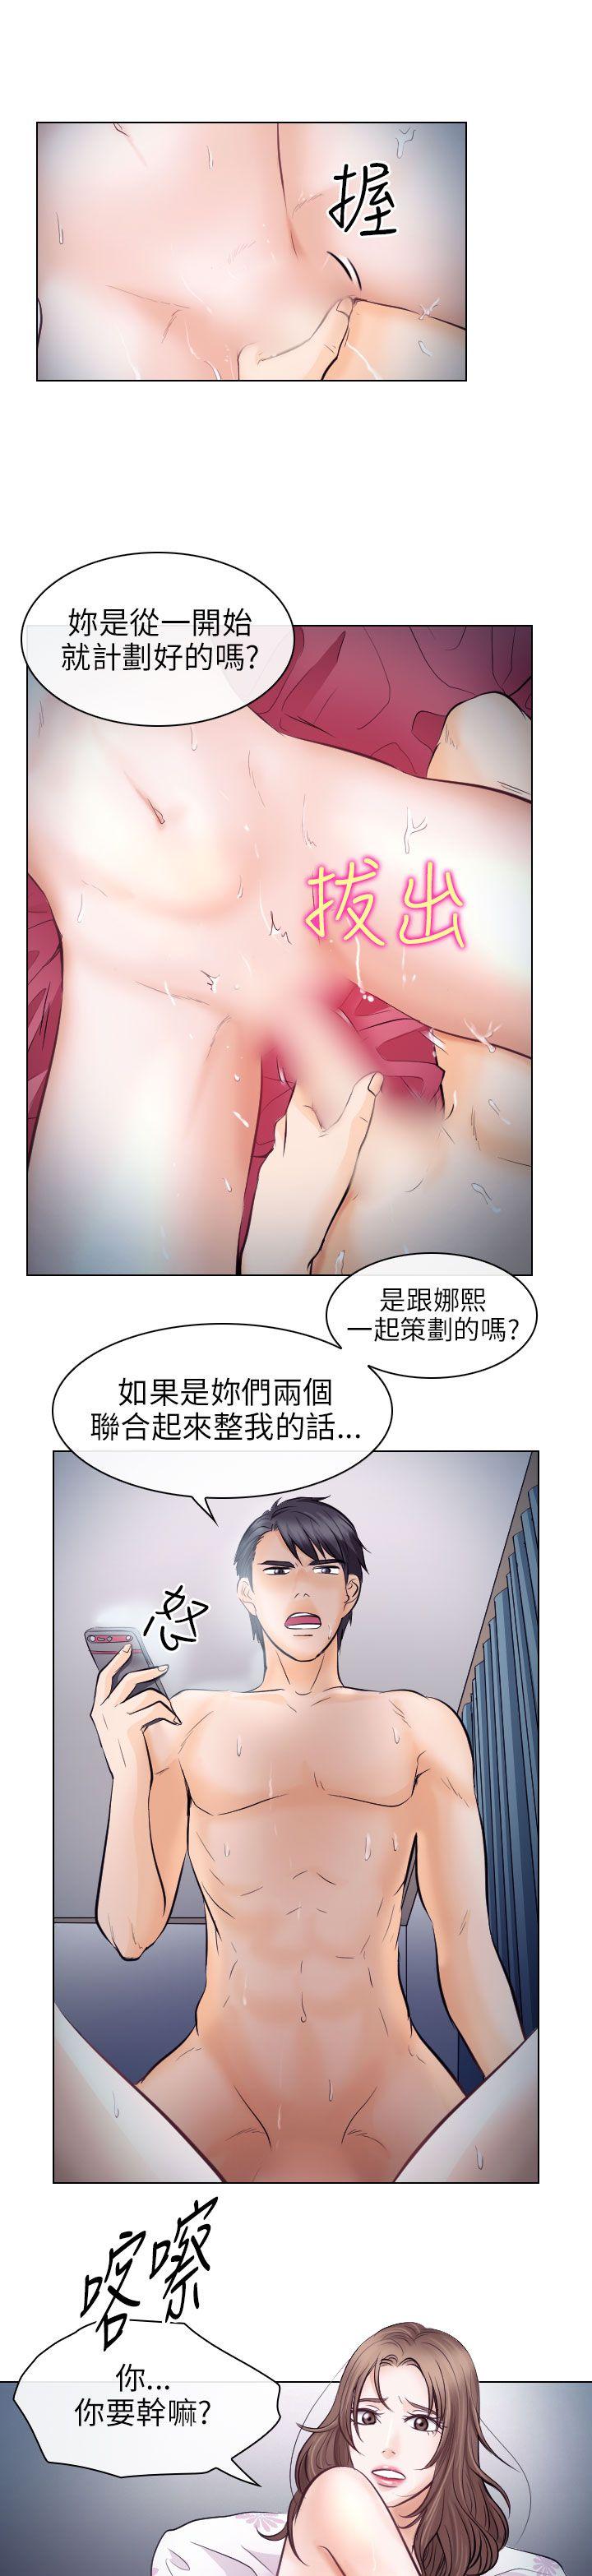 握
妳是從一開始
就計劃好的嗎?
拔出
是跟娜熙
一起策劃的嗎?
如果是妳們兩個
聯合起來整我的話...
怒
喀嚓
你...
你要幹嘛?